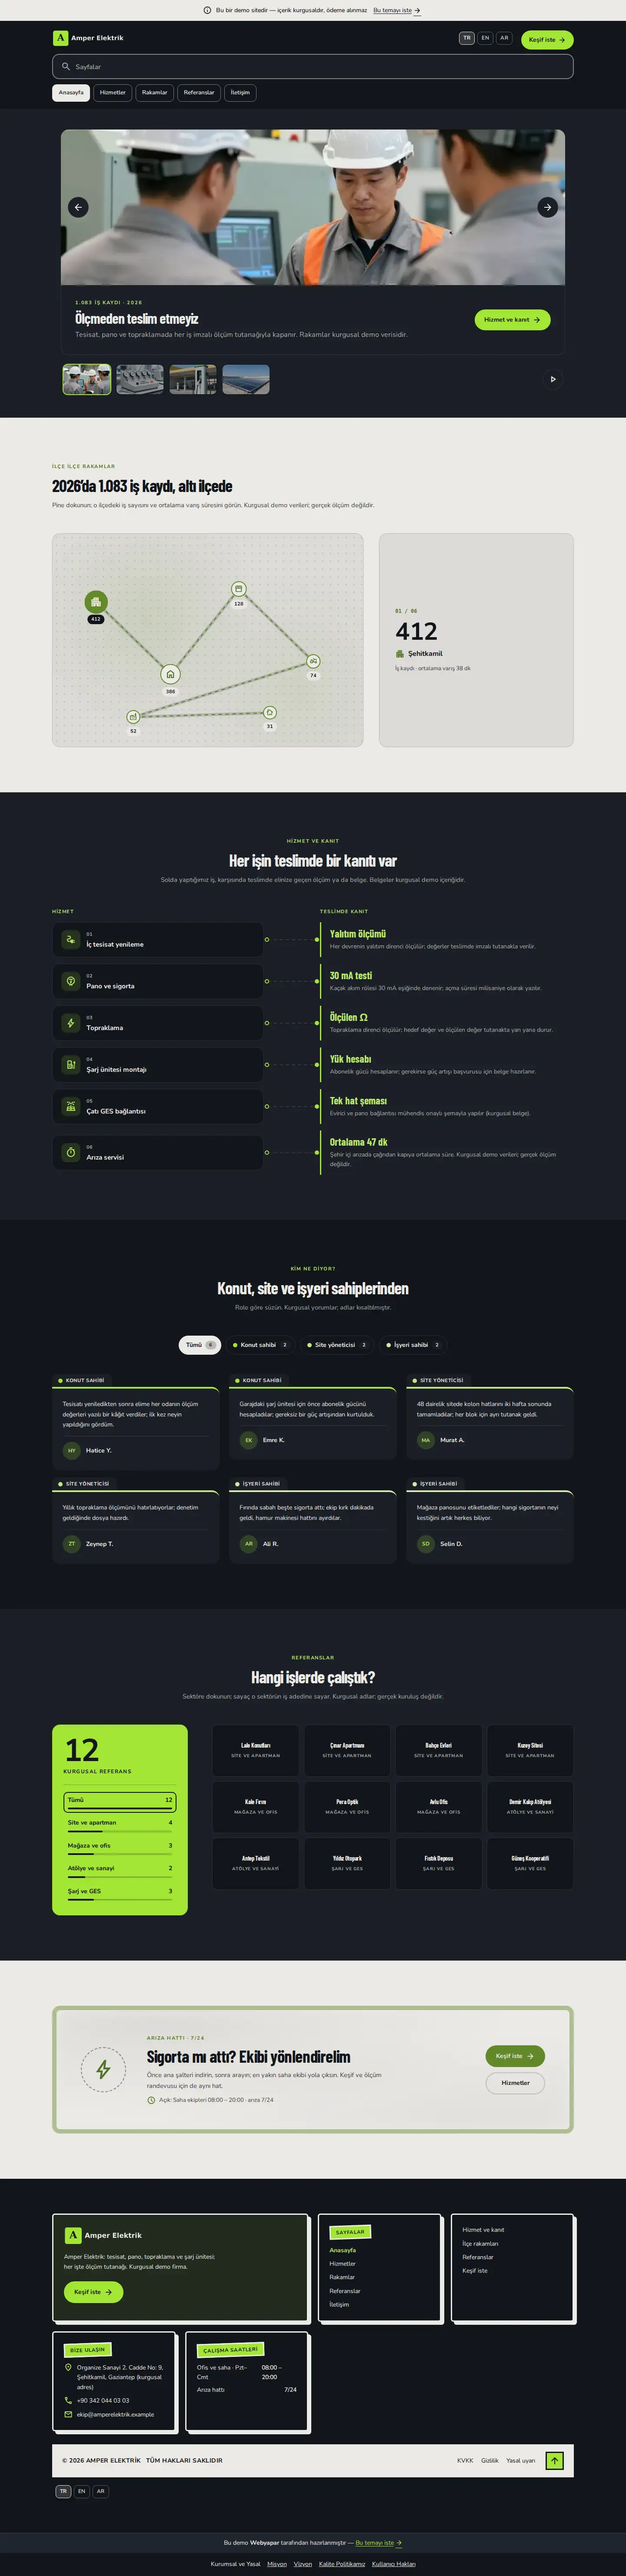 Bu bir demo sitedir — içerik kurgusaldır, ödeme alınmaz Bu temayı iste →
A Amper Elektrik
TR EN AR
Keşif iste →
Sayfalar
Anasayfa Hizmetler Rakamlar Referanslar İletişim
1.083 İŞ KAYDI · 2026
Ölçmeden teslim etmeyiz
Tesisat, pano ve topraklamada her iş imzalı ölçüm tutanağıyla kapanır. Rakamlar kurgusal demo verisidir.
Hizmet ve kanıt →
İLÇE İLÇE RAKAMLAR
2026'da 1.083 iş kaydı, altı ilçede
Pine dokunun; o ilçedeki iş sayısını ve ortalama varış süresini görün. Kurgusal demo verileri; gerçek ölçüm değildir.
412
128
386
74
52
31
01 / 06
412
Şehitkamil
İş kaydı · ortalama varış 38 dk
HİZMET VE KANIT
Her işin teslimde bir kanıtı var
Solda yaptığımız iş, karşısında teslimde elinize geçen ölçüm ya da belge. Belgeler kurgusal demo içeriğidir.
HİZMET
TESLİMDE KANIT
01
İç tesisat yenileme
Yalıtım ölçümü
Her devrenin yalıtım direnci ölçülür; değerler teslimde imzalı tutanakla verilir.
02
Pano ve sigorta
30 mA testi
Kaçak akım rölesi 30 mA eşiğinde denenir; açma süresi milisaniye olarak yazılır.
03
Topraklama
Ölçülen Ω
Topraklama direnci ölçülür; hedef değer ve ölçülen değer tutanakta yan yana durur.
04
Şarj ünitesi montajı
Yük hesabı
Abonelik gücü hesaplanır; gerekirse güç artışı başvurusu için belge hazırlanır.
05
Çatı GES bağlantısı
Tek hat şeması
Evirici ve pano bağlantısı mühendis onaylı şemayla yapılır (kurgusal belge).
06
Arıza servisi
Ortalama 47 dk
Şehir içi arızada çağrıdan kapıya ortalama süre. Kurgusal demo verileri; gerçek ölçüm
değildir.
KİM NE DİYOR?
Konut, site ve işyeri sahiplerinden
Role göre süzün. Kurgusal yorumlar; adlar kısaltılmıştır.
Tümü 6 Konut sahibi 2 Site yöneticisi 2 İşyeri sahibi 2
KONUT SAHİBİ
Tesisatı yeniledikten sonra elime her odanın ölçüm
değerleri yazılı bir kâğıt verdiler; ilk kez neyin
yapıldığını gördüm.
HY Hatice Y.
KONUT SAHİBİ
Garajdaki şarj ünitesi için önce abonelik gücünü
hesapladılar; gereksiz bir güç artışından kurtulduk.
EK Emre K.
SİTE YÖNETİCİSİ
48 dairelik sitede kolon hatlarını iki hafta sonunda
tamamladılar; her blok için ayrı tutanak geldi.
MA Murat A.
SİTE YÖNETİCİSİ
Yıllık topraklama ölçümünü hatırlatıyorlar; denetim
geldiğinde dosya hazırdı.
ZT Zeynep T.
İŞYERİ SAHİBİ
Fırında sabah beşte sigorta attı; ekip kırk dakikada
geldi, hamur makinesi hattını ayırdılar.
AR Ali R.
İŞYERİ SAHİBİ
Mağaza panosunu etiketlediler; hangi sigortanın neyi
kestiğini artık herkes biliyor.
SD Selin D.
REFERANSLAR
Hangi işlerde çalıştık?
Sektöre dokunun; sayaç o sektörün iş adedine sayar. Kurgusal adlar; gerçek kuruluş değildir.
12
KURGUSAL REFERANS
Tümü 12
Site ve apartman 4
Mağaza ve ofis 3
Atölye ve sanayi 2
Şarj ve GES 3
Lale Konutları
SİTE VE APARTMAN
Çınar Apartmanı
SİTE VE APARTMAN
Bahçe Evleri
SİTE VE APARTMAN
Kuzey Sitesi
SİTE VE APARTMAN
Kale Fırın
MAĞAZA VE OFİS
Pera Optik
MAĞAZA VE OFİS
Avlu Ofis
MAĞAZA VE OFİS
Demir Kalıp Atölyesi
ATÖLYE VE SANAYİ
Antep Tekstil
ATÖLYE VE SANAYİ
Yıldız Otopark
ŞARJ VE GES
Fıstık Deposu
ŞARJ VE GES
Güneş Kooperatifi
ŞARJ VE GES
ARIZA HATTI · 7/24
Sigorta mı attı? Ekibi yönlendirelim
Önce ana şalteri indirin, sonra arayın; en yakın saha ekibi yola çıksın. Keşif ve ölçüm
randevusu için de aynı hat.
Açık: Saha ekipleri 08:00 – 20:00 · arıza 7/24
Keşif iste →
Hizmetler
A Amper Elektrik
Amper Elektrik: tesisat, pano, topraklama ve şarj ünitesi;
her işte ölçüm tutanağı. Kurgusal demo firma.
Keşif iste →
SAYFALAR
Anasayfa
Hizmetler
Rakamlar
Referanslar
İletişim
Hizmet ve kanıt
İlçe rakamları
Referanslar
Keşif iste
BİZE ULAŞIN
Organize Sanayi 2. Cadde No: 9,
Şehitkamil, Gaziantep (kurgusal
adres)
+90 342 044 03 03
ekip@amperelektrik.example
ÇALIŞMA SAATLERİ
Ofis ve saha · Pzt–
Cmt
08:00 –
20:00
Arıza hattı 7/24
© 2026 AMPER ELEKTRİK TÜM HAKLARI SAKLIDIR
KVKK Gizlilik Yasal uyarı
TR EN AR
Bu demo Webyapar tarafından hazırlanmıştır — Bu temayı iste →
Kurumsal ve Yasal Misyon Vizyon Kalite Politikamız Kullanıcı Hakları